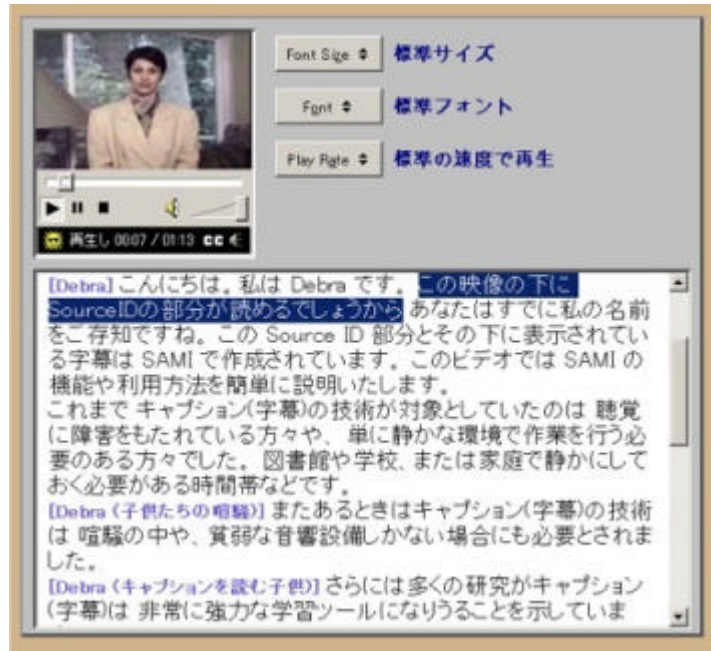 Font Size 標準サイズ
Font 標準フォント
Play Rate 標準の速度で再生
再生し 00:07 / 01:13 CC
[Debra] こんにちは。私は Debra です。 この映像の下に
SourceIDの部分が読めるでしょうから あなたはすでに私の名前
をご存知ですね。この Source ID 部分とその下に表示されてい
る字幕は SAMI で作成されています。このビデオでは SAMI の
機能や利用方法を簡単に説明いたします。
これまで キャプション(字幕)の技術が対象としていたのは 聴覚
に障害をもたれている方々や、 単に静かな環境で作業を行う必
要のある方々でした。 図書館や学校、または家庭で静かにして
おく必要がある時間帯などです。
[Debra (子供たちの喧騒)] またあるときはキャプション(字幕)の技術
は 喧騒の中や、貧弱な音響設備しかない場合にも必要とされま
した。
[Debra (キャプションを読む子供)] さらには多くの研究がキャプション
(字幕)は 非常に強力な学習ツールになりうることを示していま